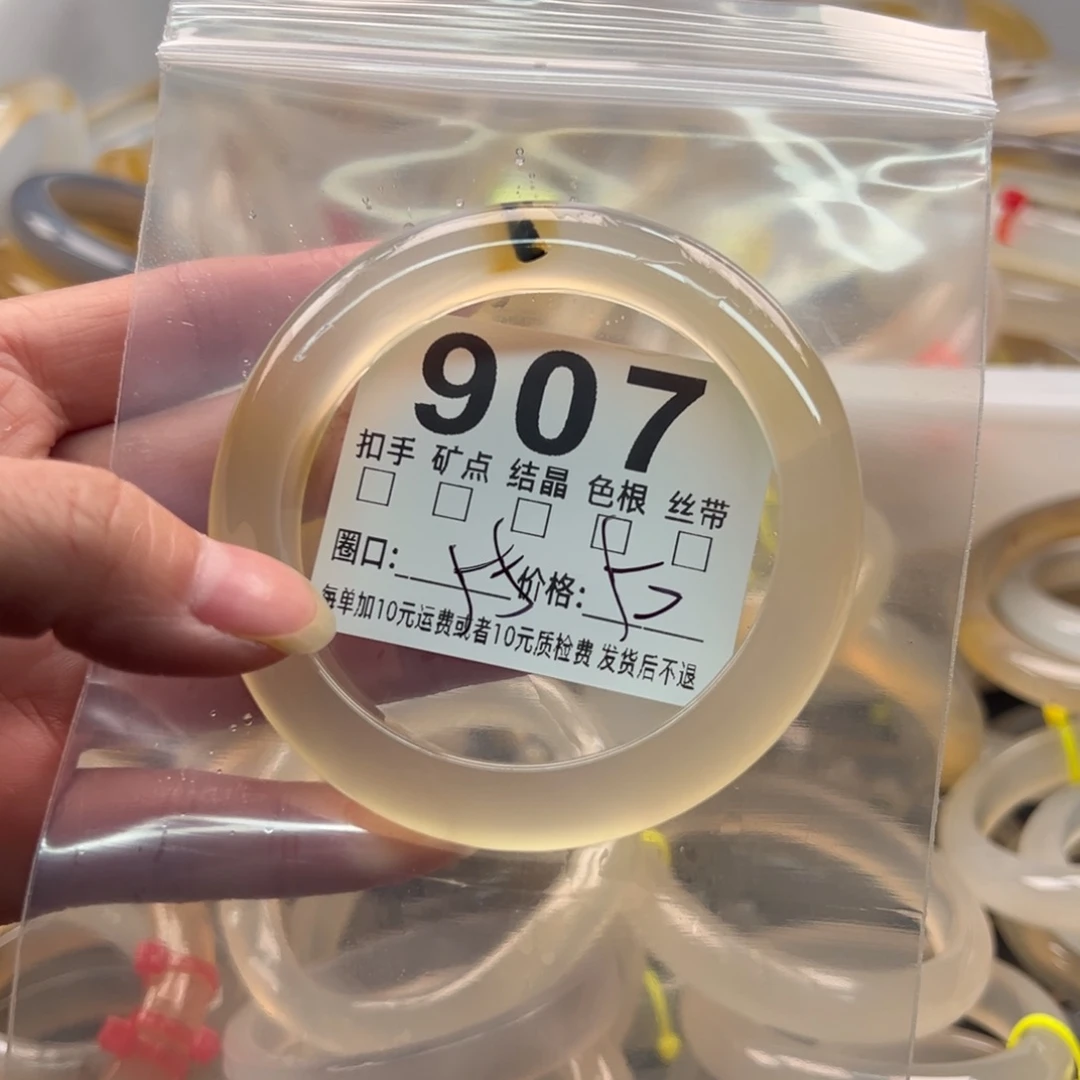 907
扣手 矿点 结晶 色根 丝带
圈口: 价格:
每单加10元运费或者10元质检费 发货后不退